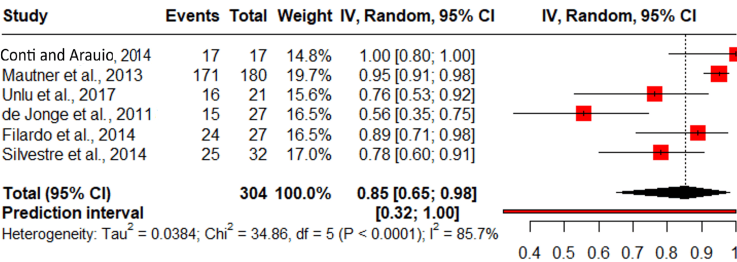 Study Events Total Weight IV, Random, 95% CI IV, Random, 95% CI
Conti and Arauio, 2014 17 17 14.8% 1.00 [0.80; 1.00]
Mautner et al., 2013 171 180 19.7% 0.95 [0.91; 0.98]
Unlu et al., 2017 16 21 15.6% 0.76 [0.53; 0.92]
de Jonge et al., 2011 15 27 16.5% 0.56 [0.35; 0.75]
Filardo et al., 2014 24 27 16.5% 0.89 [0.71; 0.98]
Silvestre et al., 2014 25 32 17.0% 0.78 [0.60; 0.91]
Total (95% CI) 304 100.0% 0.85 [0.65; 0.98]
Prediction interval [0.32; 1.00]
Heterogeneity: Tau² = 0.0384; Chi² = 34.86, df = 5 (P < 0.0001); I² = 85.7%
0.4 0.5 0.6 0.7 0.8 0.9 1